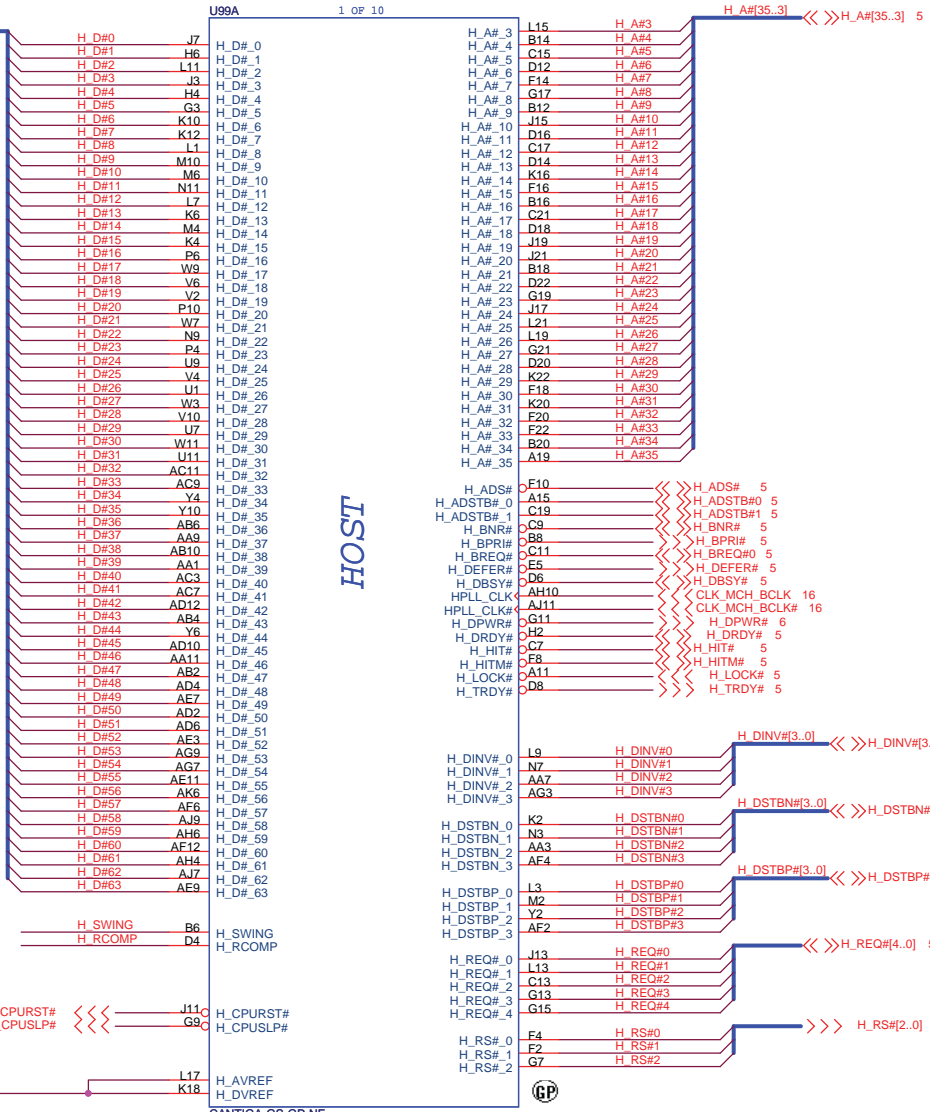 U99A 1 OF 10
H_D#0 J7 H_D#_0
H_D#1 H6 H_D#_1
H_D#2 L11 H_D#_2
H_D#3 J3 H_D#_3
H_D#4 H4 H_D#_4
H_D#5 G3 H_D#_5
H_D#6 K10 H_D#_6
H_D#7 K12 H_D#_7
H_D#8 L1 H_D#_8
H_D#9 M10 H_D#_9
H_D#10 M6 H_D#_10
H_D#11 N11 H_D#_11
H_D#12 L7 H_D#_12
H_D#13 K6 H_D#_13
H_D#14 M4 H_D#_14
H_D#15 K4 H_D#_15
H_D#16 P6 H_D#_16
H_D#17 W9 H_D#_17
H_D#18 V6 H_D#_18
H_D#19 V2 H_D#_19
H_D#20 P10 H_D#_20
H_D#21 W7 H_D#_21
H_D#22 N9 H_D#_22
H_D#23 P4 H_D#_23
H_D#24 U9 H_D#_24
H_D#25 V4 H_D#_25
H_D#26 U1 H_D#_26
H_D#27 W3 H_D#_27
H_D#28 V10 H_D#_28
H_D#29 U7 H_D#_29
H_D#30 W11 H_D#_30
H_D#31 U11 H_D#_31
H_D#32 AC11 H_D#_32
H_D#33 AC9 H_D#_33
H_D#34 Y4 H_D#_34
H_D#35 Y10 H_D#_35
H_D#36 AB6 H_D#_36
H_D#37 AA9 H_D#_37
H_D#38 AB10 H_D#_38
H_D#39 AA1 H_D#_39
H_D#40 AC3 H_D#_40
H_D#41 AC7 H_D#_41
H_D#42 AD12 H_D#_42
H_D#43 AB4 H_D#_43
H_D#44 Y6 H_D#_44
H_D#45 AD10 H_D#_45
H_D#46 AA11 H_D#_46
H_D#47 AB2 H_D#_47
H_D#48 AD4 H_D#_48
H_D#49 AE7 H_D#_49
H_D#50 AD2 H_D#_50
H_D#51 AD6 H_D#_51
H_D#52 AE3 H_D#_52
H_D#53 AG9 H_D#_53
H_D#54 AG7 H_D#_54
H_D#55 AE11 H_D#_55
H_D#56 AK6 H_D#_56
H_D#57 AF6 H_D#_57
H_D#58 AJ9 H_D#_58
H_D#59 AH6 H_D#_59
H_D#60 AF12 H_D#_60
H_D#61 AH4 H_D#_61
H_D#62 AJ7 H_D#_62
H_D#63 AE9 H_D#_63
H_SWING B6 H_SWING
H_RCOMP D4 H_RCOMP
CPURST# J11 H_CPURST#
CPUSLP# G9 H_CPUSLP#
L17 H_AVREF
K18 H_DVREF
HOST
H_A#_3 L15 H_A#3
H_A#_4 B14 H_A#4
H_A#_5 C15 H_A#5
H_A#_6 D12 H_A#6
H_A#_7 F14 H_A#7
H_A#_8 G17 H_A#8
H_A#_9 B12 H_A#9
H_A#_10 J15 H_A#10
H_A#_11 D16 H_A#11
H_A#_12 C17 H_A#12
H_A#_13 D14 H_A#13
H_A#_14 K16 H_A#14
H_A#_15 F16 H_A#15
H_A#_16 B16 H_A#16
H_A#_17 C21 H_A#17
H_A#_18 D18 H_A#18
H_A#_19 J19 H_A#19
H_A#_20 J21 H_A#20
H_A#_21 B18 H_A#21
H_A#_22 D22 H_A#22
H_A#_23 G19 H_A#23
H_A#_24 J17 H_A#24
H_A#_25 L21 H_A#25
H_A#_26 L19 H_A#26
H_A#_27 G21 H_A#27
H_A#_28 D20 H_A#28
H_A#_29 K22 H_A#29
H_A#_30 F18 H_A#30
H_A#_31 K20 H_A#31
H_A#_32 F20 H_A#32
H_A#_33 F22 H_A#33
H_A#_34 B20 H_A#34
H_A#_35 A19 H_A#35
H_A#[35..3] H_A#[35..3] 5
H_ADS# F10 H_ADS# 5
H_ADSTB#_0 A15 H_ADSTB#0 5
H_ADSTB#_1 C19 H_ADSTB#1 5
H_BNR# C9 H_BNR# 5
H_BPRI# B8 H_BPRI# 5
H_BREQ# C11 H_BREQ#0 5
H_DEFER# E5 H_DEFER# 5
H_DBSY# D6 H_DBSY# 5
HPLL_CLK AH10 CLK_MCH_BCLK 16
HPLL_CLK# AJ11 CLK_MCH_BCLK# 16
H_DPWR# G11 H_DPWR# 6
H_DRDY# H2 H_DRDY# 5
H_HIT# C7 H_HIT# 5
H_HITM# F8 H_HITM# 5
H_LOCK# A11 H_LOCK# 5
H_TRDY# D8 H_TRDY# 5
H_DINV#_0 L9 H_DINV#0
H_DINV#_1 N7 H_DINV#1
H_DINV#_2 AA7 H_DINV#2
H_DINV#_3 AG3 H_DINV#3
H_DINV#[3..0] H_DINV#[3.
H_DSTBN_0 K2 H_DSTBN#0
H_DSTBN_1 N3 H_DSTBN#1
H_DSTBN_2 AA3 H_DSTBN#2
H_DSTBN_3 AF4 H_DSTBN#3
H_DSTBN#[3..0] H_DSTBN#
H_DSTBP_0 L3 H_DSTBP#0
H_DSTBP_1 M2 H_DSTBP#1
H_DSTBP_2 Y2 H_DSTBP#2
H_DSTBP_3 AF2 H_DSTBP#3
H_DSTBP#[3..0] H_DSTBP#
H_REQ#_0 J13 H_REQ#0
H_REQ#_1 L13 H_REQ#1
H_REQ#_2 C13 H_REQ#2
H_REQ#_3 G13 H_REQ#3
H_REQ#_4 G15 H_REQ#4
H_REQ#[4..0]
H_RS#_0 F4 H_RS#0
H_RS#_1 F2 H_RS#1
H_RS#_2 G7 H_RS#2
H_RS#[2..0]
GP